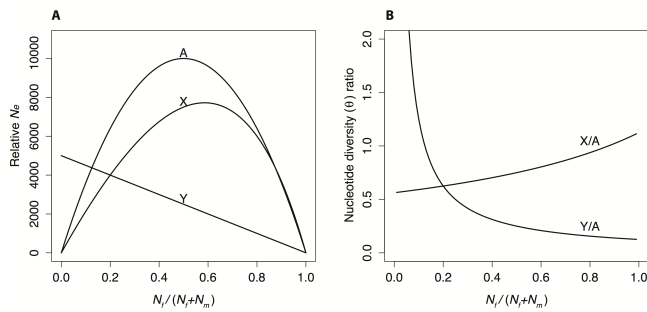 A
Relative Ne
0 2000 4000 6000 8000 10000
A
X
Y
0.0 0.2 0.4 0.6 0.8 1.0
Nf / (Nf+Nm)
B
Nucleotide diversity (θ) ratio
0.0 0.5 1.0 1.5 2.0
X/A
Y/A
0.0 0.2 0.4 0.6 0.8 1.0
Nf / (Nf+Nm)